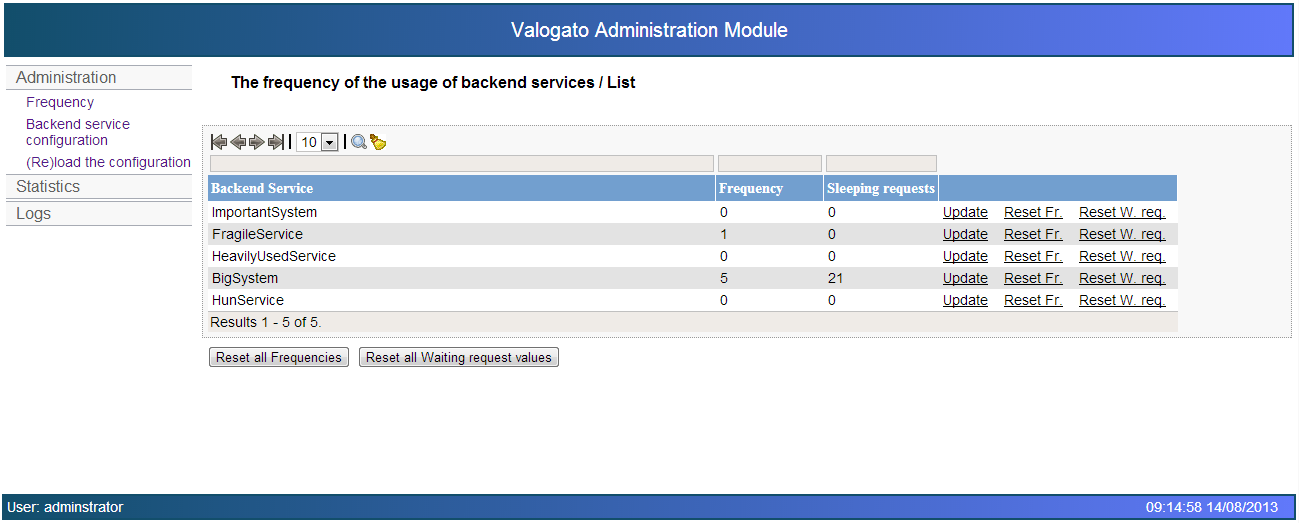 Valogato Administration Module
Administration
Frequency
Backend service
configuration
(Re)load the configuration
Statistics
Logs
The frequency of the usage of backend services / List
10
Backend Service Frequency Sleeping requests
ImportantSystem 0 0 Update Reset Fr. Reset W. req.
FragileService 1 0 Update Reset Fr. Reset W. req.
HeavilyUsedService 0 0 Update Reset Fr. Reset W. req.
BigSystem 5 21 Update Reset Fr. Reset W. req.
HunService 0 0 Update Reset Fr. Reset W. req.
Results 1 - 5 of 5.
Reset all Frequencies Reset all Waiting request values
User: adminstrator 09:14:58 14/08/2013